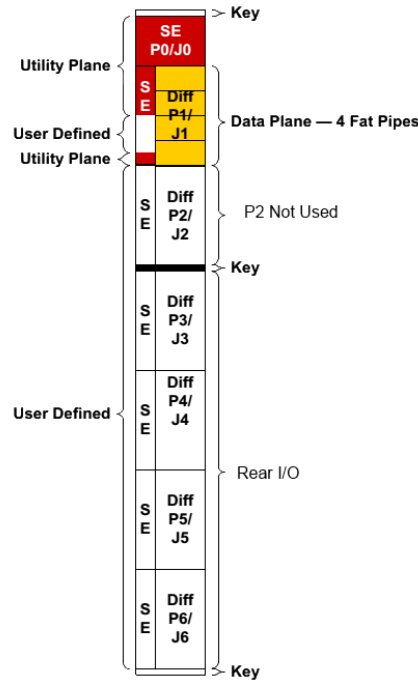 Key
SE
P0/J0
Utility Plane
S
E
Diff
P1/
J1
User Defined
Data Plane — 4 Fat Pipes
Utility Plane
S
E
Diff
P2/
J2
P2 Not Used
Key
S
E
Diff
P3/
J3
User Defined
S
E
Diff
P4/
J4
Rear I/O
S
E
Diff
P5/
J5
S
E
Diff
P6/
J6
Key